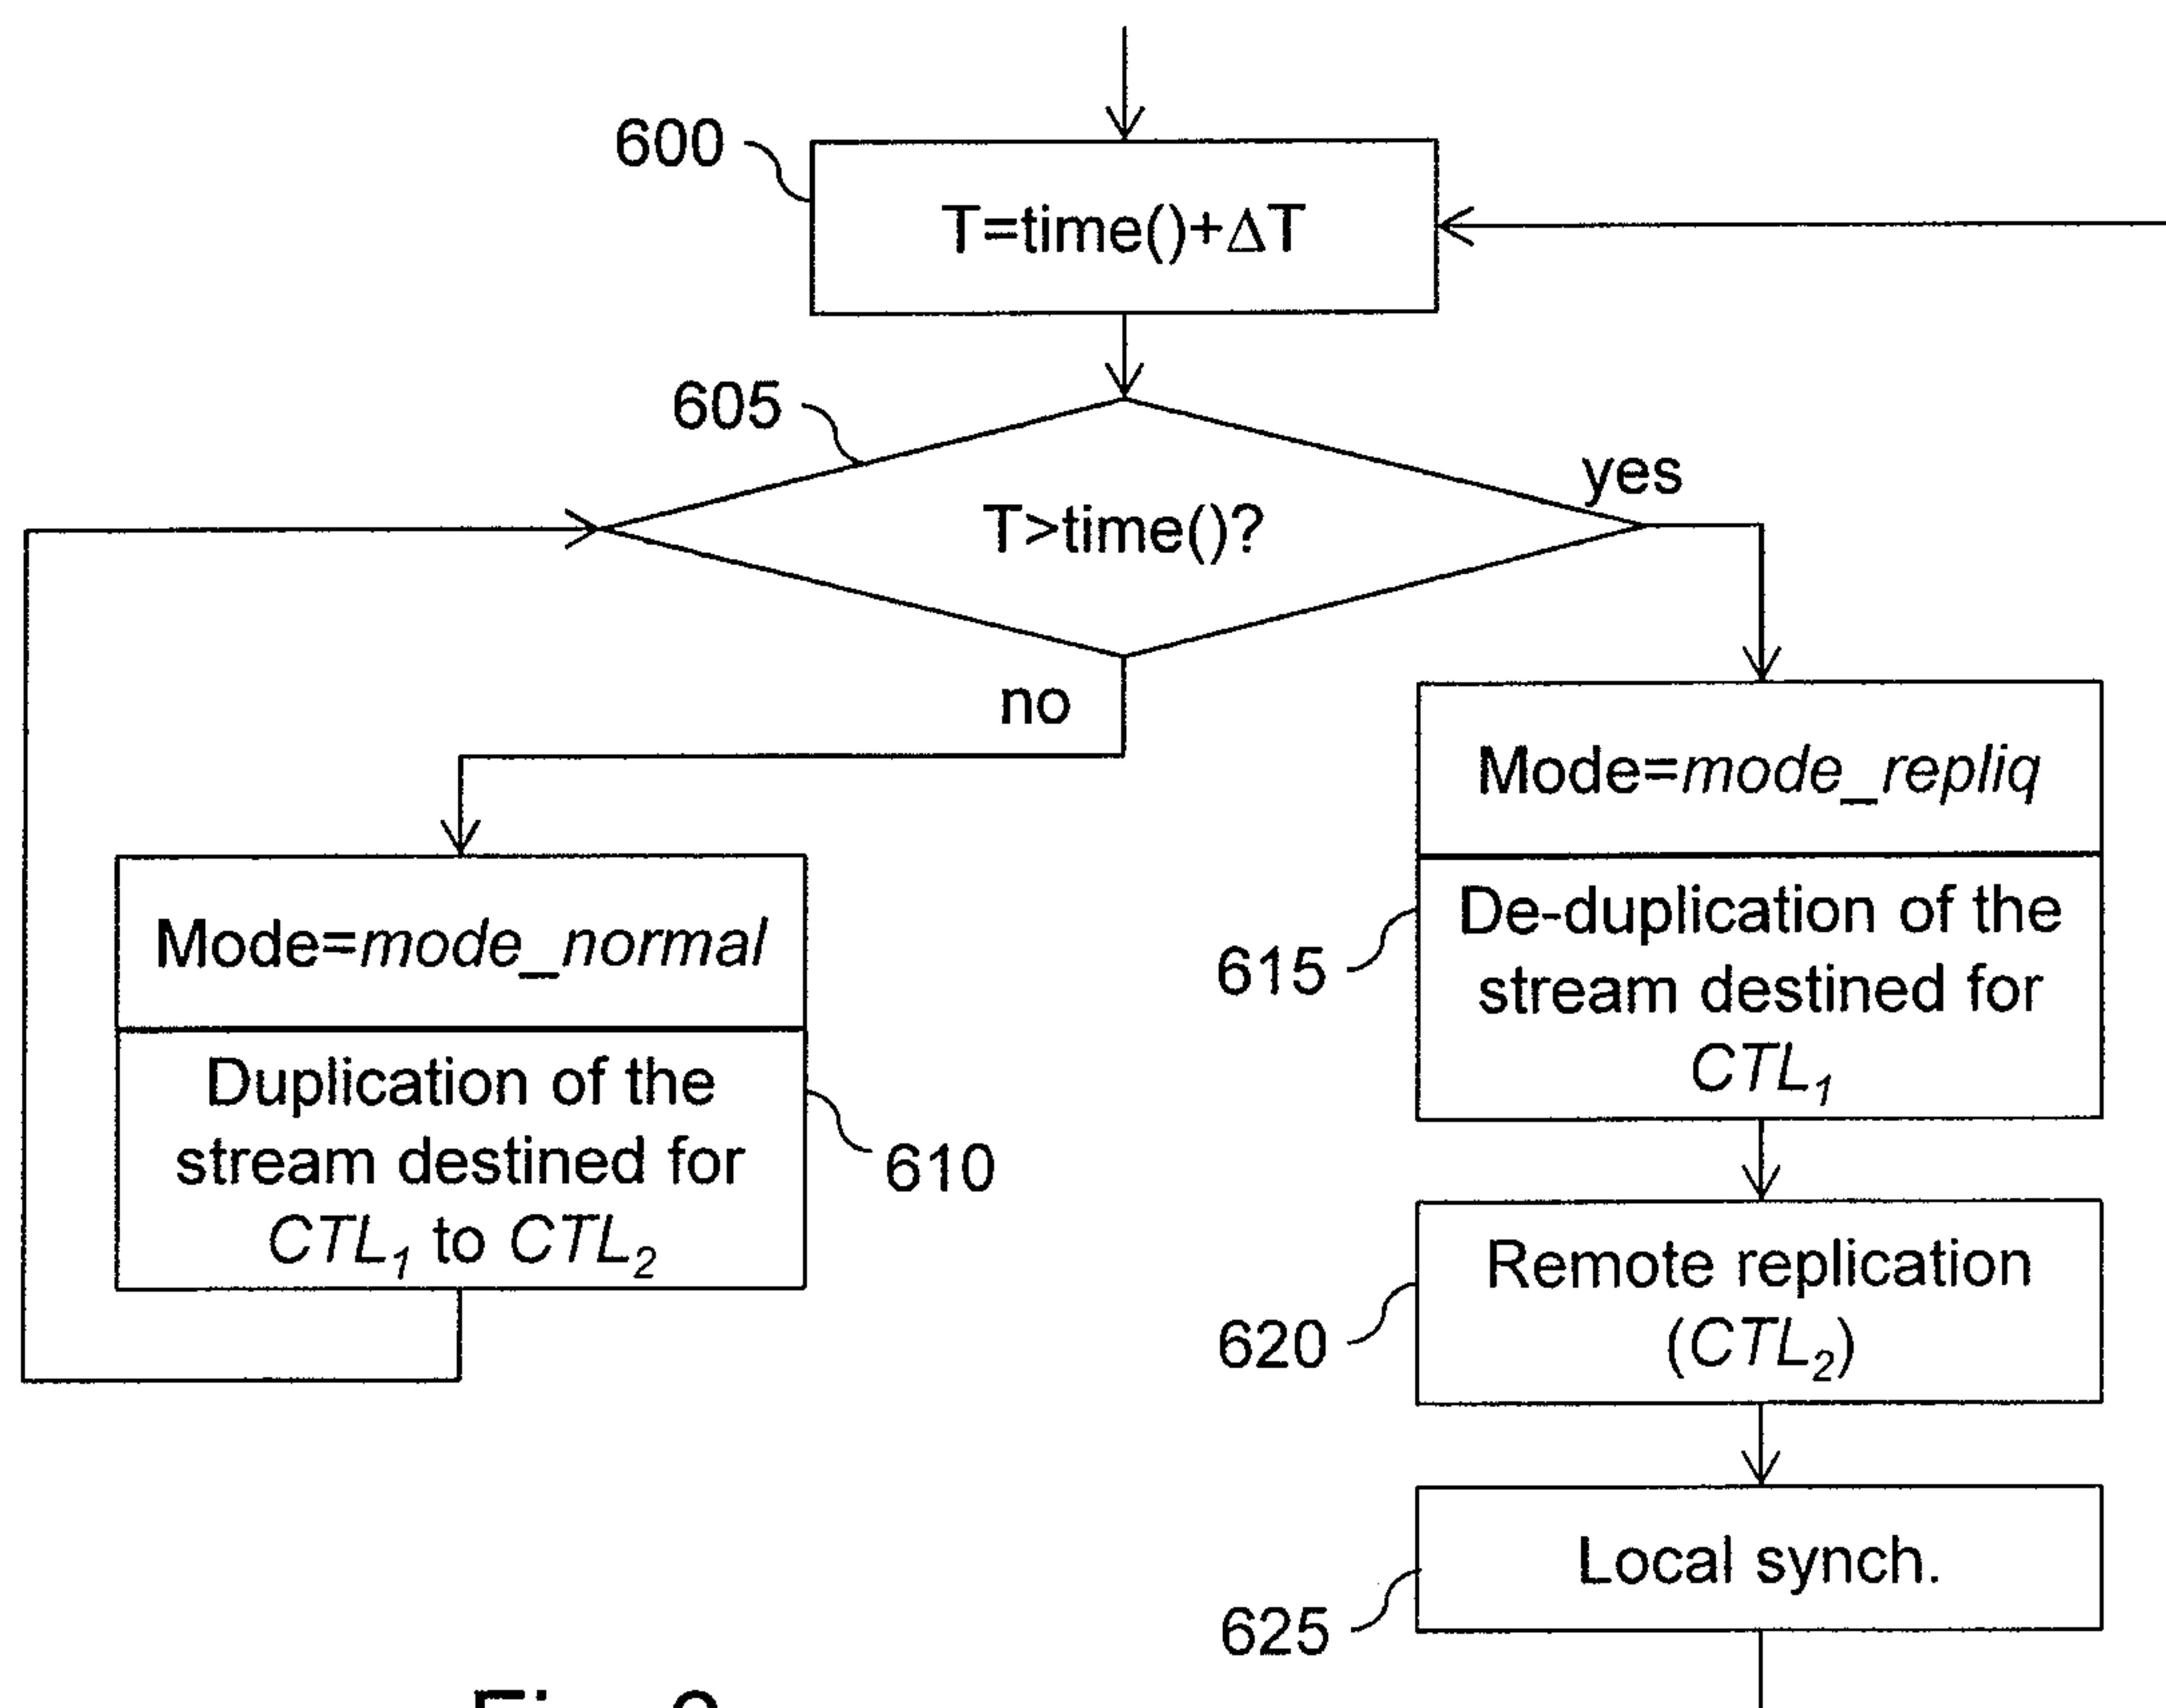 600
T=time()+ΔT
605
T>time()?
yes
no
Mode=mode_repliq
Mode=mode_normal
De-duplication of the
stream destined for
CTL₁
615
Duplication of the
stream destined for
CTL₁ to CTL₂
610
Remote replication
(CTL₂)
620
Local synch.
625